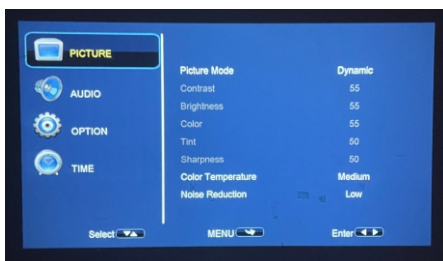 PICTURE
AUDIO
OPTION
TIME
Picture Mode Dynamic
Contrast 55
Brightness 55
Color 55
Tint 50
Sharpness 50
Color Temperature Medium
Noise Reduction Low
Select MENU Enter